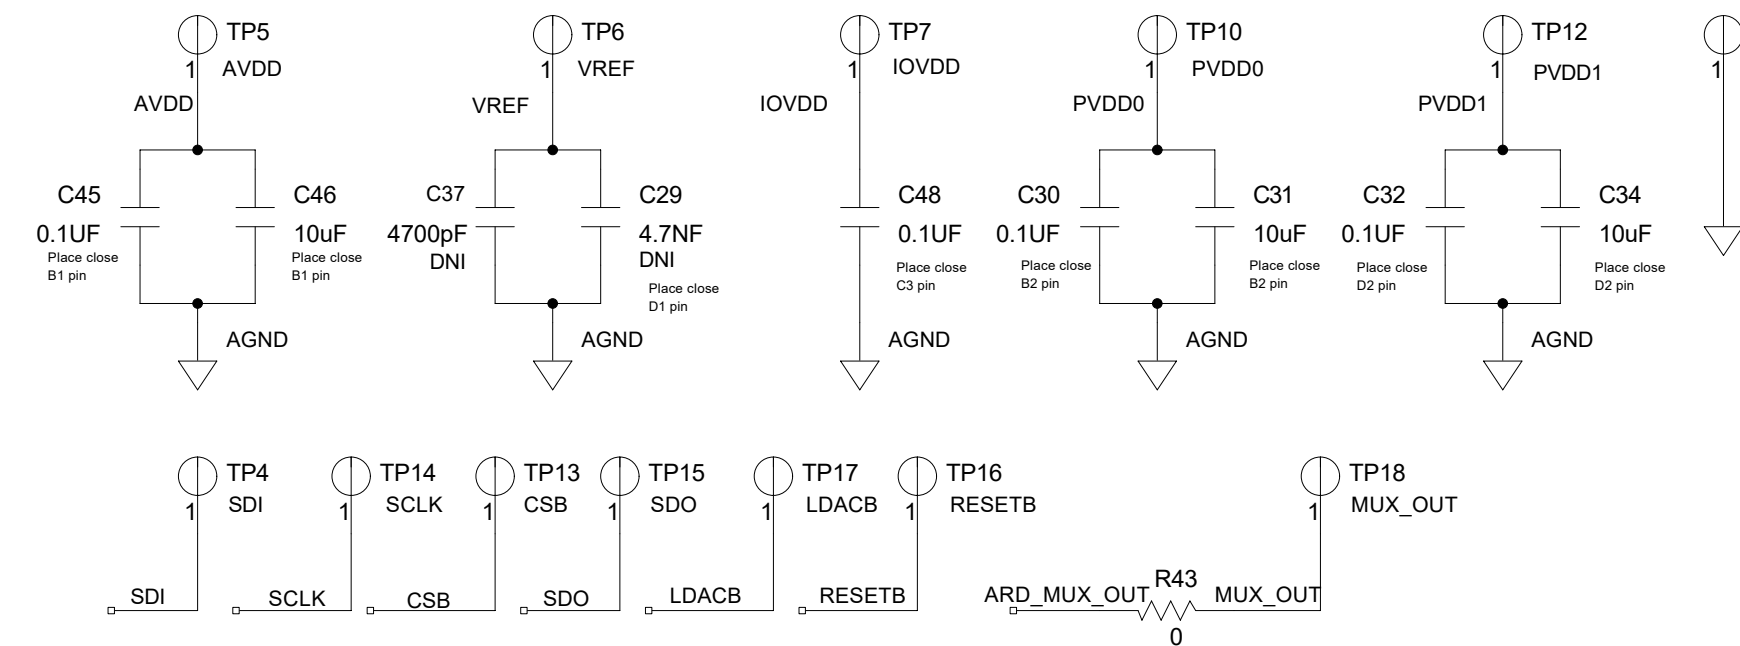 TP5
1 AVDD
AVDD
C45
0.1UF
Place close
B1 pin
C46
10uF
Place close
B1 pin
AGND
TP6
1 VREF
VREF
C37
4700pF
DNI
C29
4.7NF
DNI
Place close
D1 pin
AGND
TP7
1 IOVDD
IOVDD
C48
0.1UF
Place close
C3 pin
AGND
TP10
1 PVDD0
PVDD0
C30
0.1UF
Place close
B2 pin
C31
10uF
Place close
B2 pin
AGND
TP12
1 PVDD1
PVDD1
C32
0.1UF
Place close
D2 pin
C34
10uF
Place close
D2 pin
AGND
1
TP4
SDI
1
SDI
TP14
SCLK
1
SCLK
TP13
CSB
1
CSB
TP15
SDO
1
SDO
TP17
LDACB
1
LDACB
TP16
RESETB
1
RESETB
TP18
MUX_OUT
1
R43
ARD_MUX_OUT
MUX_OUT
0